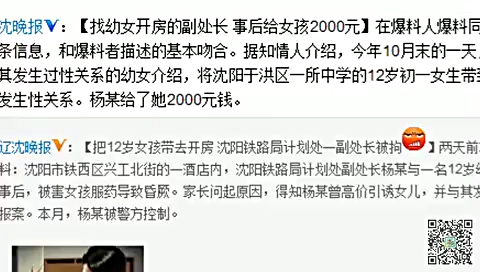 沈晚报V：【找幼女开房的副处长 事后给女孩2000元】在爆料人爆料同
条信息，和爆料者描述的基本吻合。据知情人介绍，今年10月末的一天，
其发生过性关系的幼女介绍，将沈阳于洪区一所中学的12岁初一女生带到
发生性关系。杨某给了她2000元钱。
辽沈晚报V：【把12岁女孩带去开房 沈阳铁路局计划处一副处长被拘】两天前
料：沈阳市铁西区兴工北街的一酒店内，沈阳铁路局计划处副处长杨某与一名12岁幼
事后，被害女孩服药导致昏厥。家长问起原因，得知杨某曾高价引诱女儿，并与其发
报案。本月，杨某被警方控制。